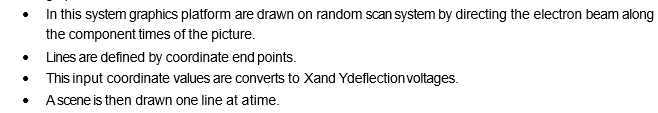 • In this system graphics platform are drawn on random scan system by directing the electron beam along
the component times of the picture.
• Lines are defined by coordinate end points.
• This input coordinate values are converts to Xand Ydeflectionvoltages.
• A scene is then drawn one line at atime.